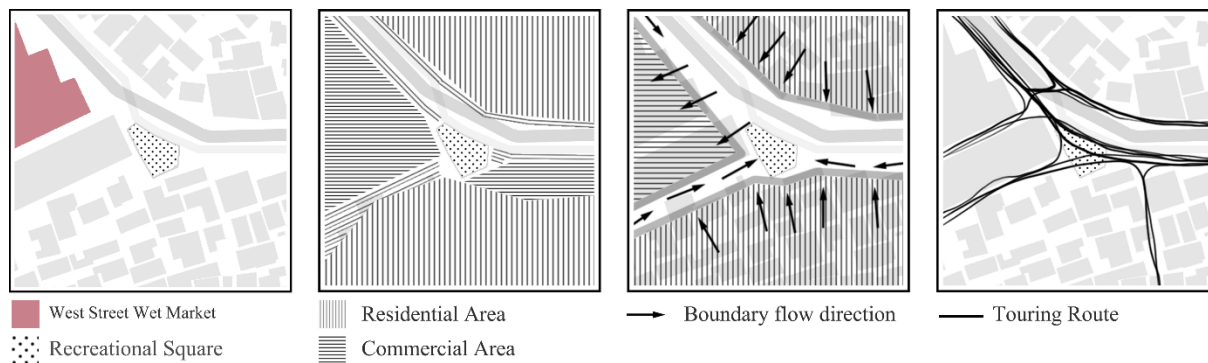 West Street Wet Market
Recreational Square
Residential Area
Commercial Area
Boundary flow direction
Touring Route